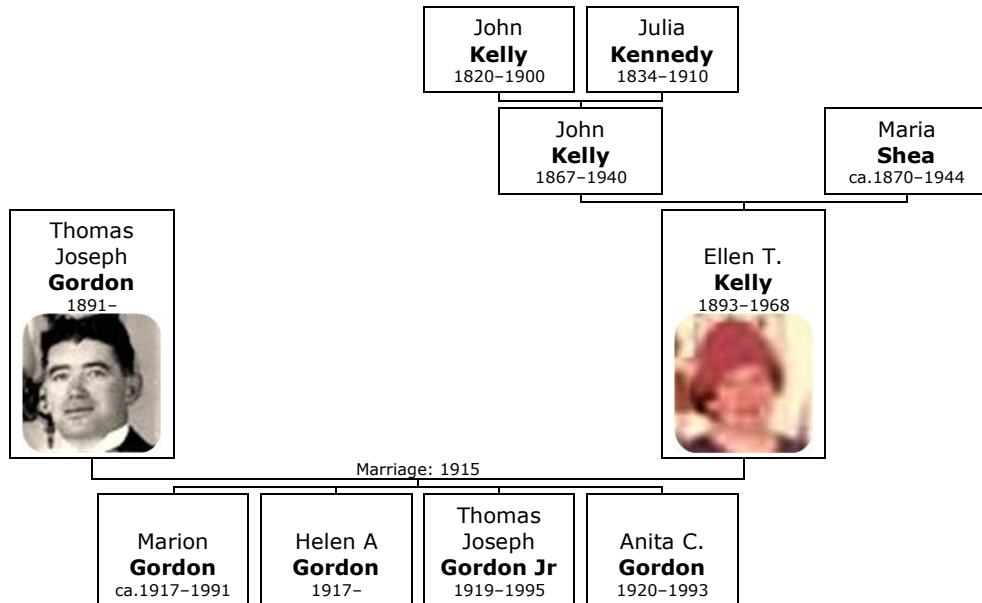 John
Kelly
1820–1900
Julia
Kennedy
1834–1910
John
Kelly
1867–1940
Maria
Shea
ca.1870–1944
Thomas
Joseph
Gordon
1891–
Ellen T.
Kelly
1893–1968
Marriage: 1915
Marion
Gordon
ca.1917–1991
Helen A
Gordon
1917–
Thomas
Joseph
Gordon Jr
1919–1995
Anita C.
Gordon
1920–1993